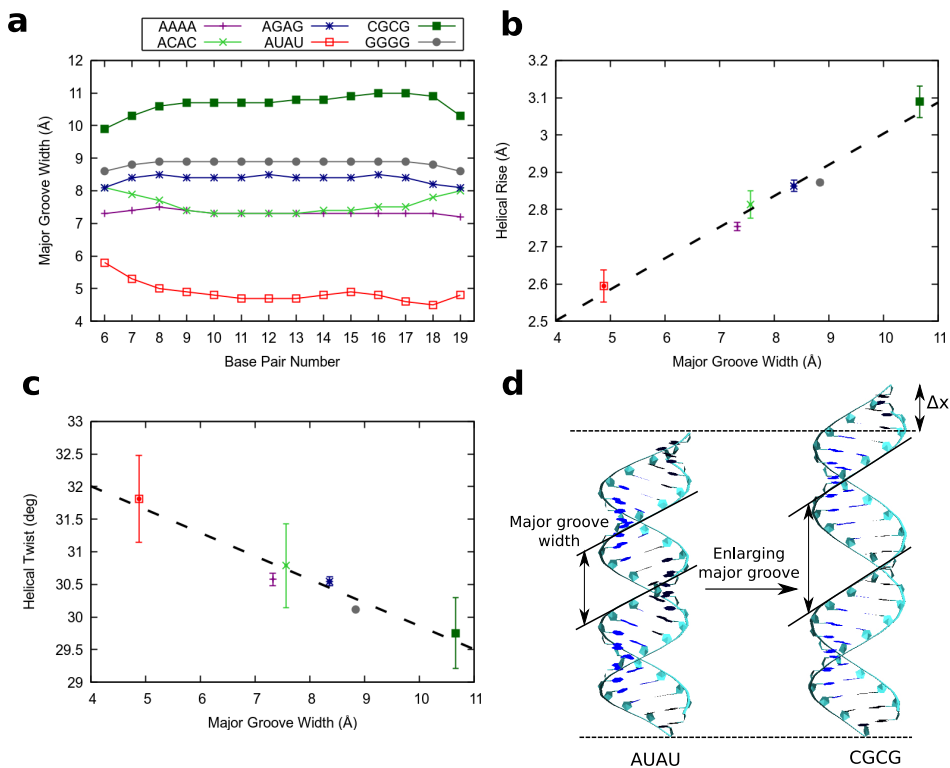 a
AAAA AGAG CGCG
ACAC AUAU GGGG
12
11
10
9
8
7
6
5
4
Major Groove Width (Å)
6 7 8 9 10 11 12 13 14 15 16 17 18 19
Base Pair Number
b
3.2
3.1
3
2.9
2.8
2.7
2.6
2.5
Helical Rise (Å)
4 5 6 7 8 9 10 11
Major Groove Width (Å)
c
33
32.5
32
31.5
31
30.5
30
29.5
29
Helical Twist (deg)
4 5 6 7 8 9 10 11
Major Groove Width (Å)
d
Δx
Major groove
width
Enlarging
major groove
AUAU
CGCG